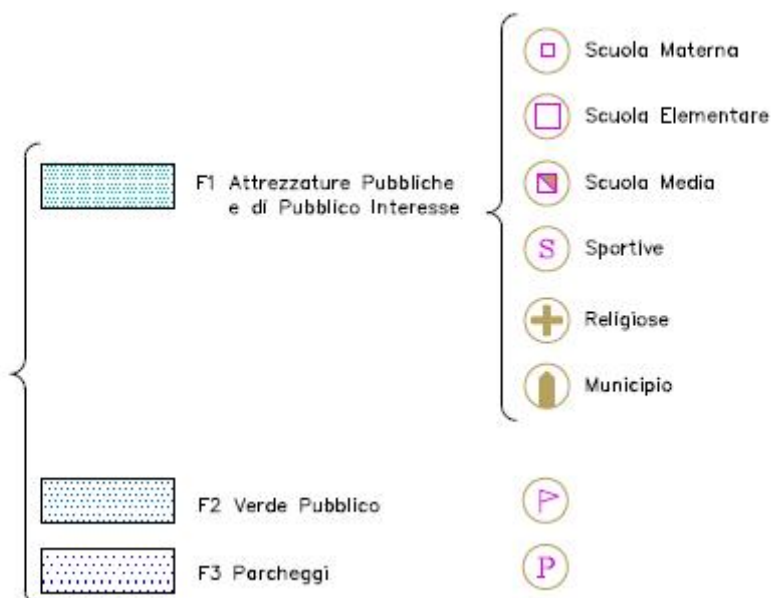 Scuola Materna
Scuola Elementare
F1 Attrezzature Pubbliche
e di Pubblico Interesse
Scuola Media
S Sportive
Religiose
Municipio
F2 Verde Pubblico
F3 Parcheggi P